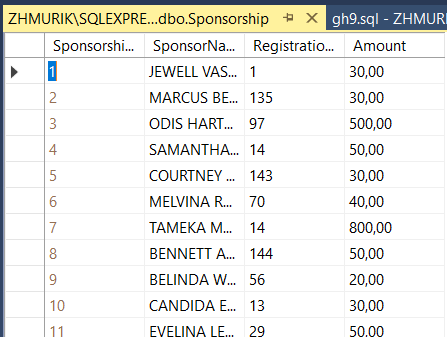 ZHMURIK\SQLEXPRE...dbo.Sponsorship gh9.sql - ZHMURI
Sponsorshi... SponsorNa... Registration... Amount
1 JEWELL VAS... 1 30,00
2 MARCUS BE... 135 30,00
3 ODIS HART... 97 500,00
4 SAMANTHA... 14 50,00
5 COURTNEY ... 143 30,00
6 MELVINA R... 70 40,00
7 TAMEKA M... 14 800,00
8 BENNETT A... 144 50,00
9 BELINDA W... 56 20,00
10 CANDIDA E... 13 30,00
11 EVELINA LE... 29 50,00